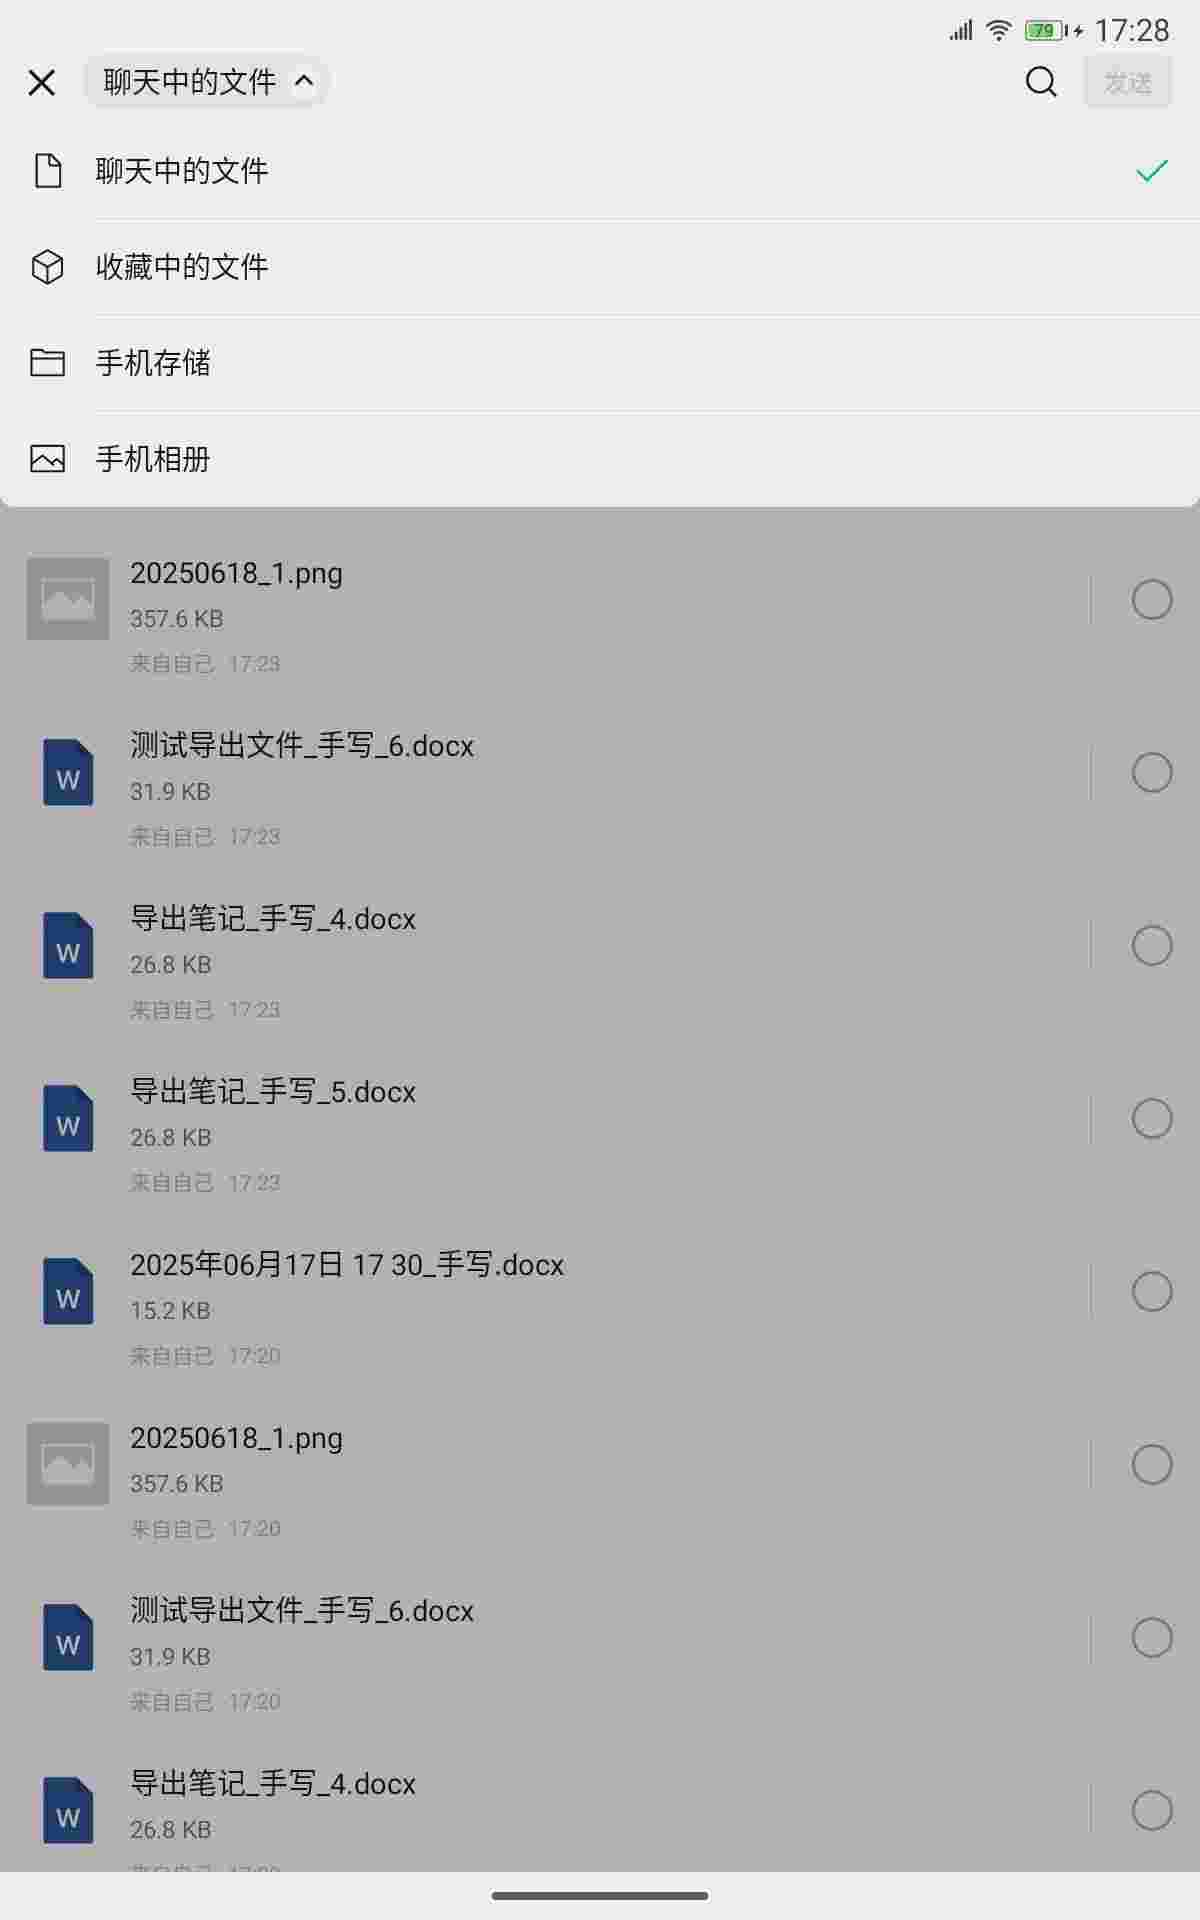 79 17:28
聊天中的文件 发送
聊天中的文件
收藏中的文件
手机存储
手机相册
20250618_1.png
357.6 KB
来自自己 17:23
W
测试导出文件_手写_6.docx
31.9 KB
来自自己 17:23
W
导出笔记_手写_4.docx
26.8 KB
来自自己 17:23
W
导出笔记_手写_5.docx
26.8 KB
来自自己 17:23
W
2025年06月17日 17 30_手写.docx
15.2 KB
来自自己 17:20
20250618_1.png
357.6 KB
来自自己 17:20
W
测试导出文件_手写_6.docx
31.9 KB
来自自己 17:20
W
导出笔记_手写_4.docx
26.8 KB